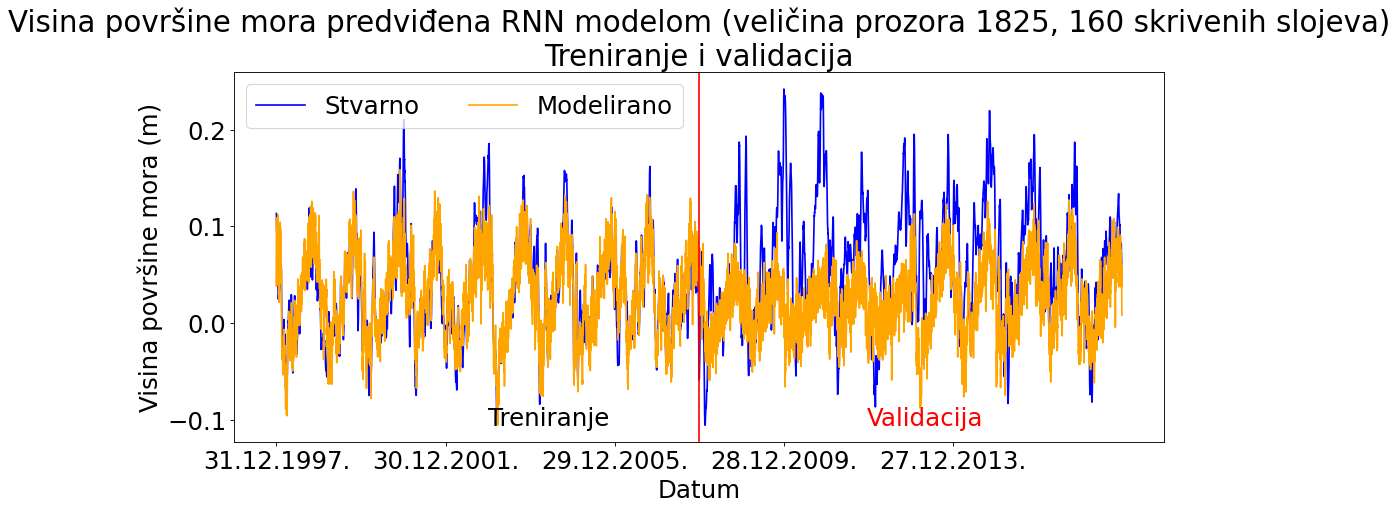 Visina površine mora predviđena RNN modelom (veličina prozora 1825, 160 skrivenih slojeva)
Treniranje i validacija
Stvarno
Modelirano
Visina površine mora (m)
0.2
0.1
0.0
−0.1
Treniranje
Validacija
31.12.1997.
30.12.2001.
29.12.2005.
28.12.2009.
27.12.2013.
Datum